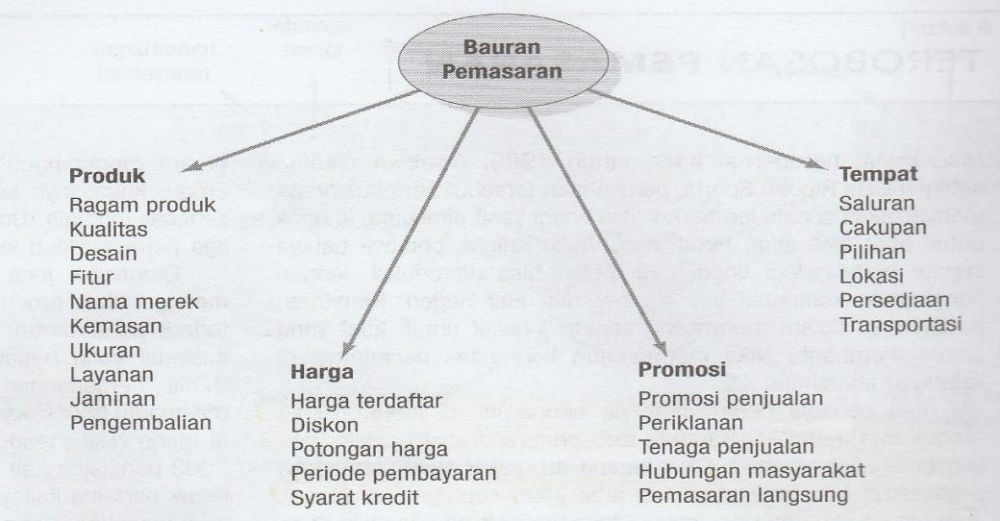 Bauran
Pemasaran
Produk
Ragam produk
Kualitas
Desain
Fitur
Nama merek
Kemasan
Ukuran
Layanan
Jaminan
Pengembalian
Harga
Harga terdaftar
Diskon
Potongan harga
Periode pembayaran
Syarat kredit
Promosi
Promosi penjualan
Periklanan
Tenaga penjualan
Hubungan masyarakat
Pemasaran langsung
Tempat
Saluran
Cakupan
Pilihan
Lokasi
Persediaan
Transportasi